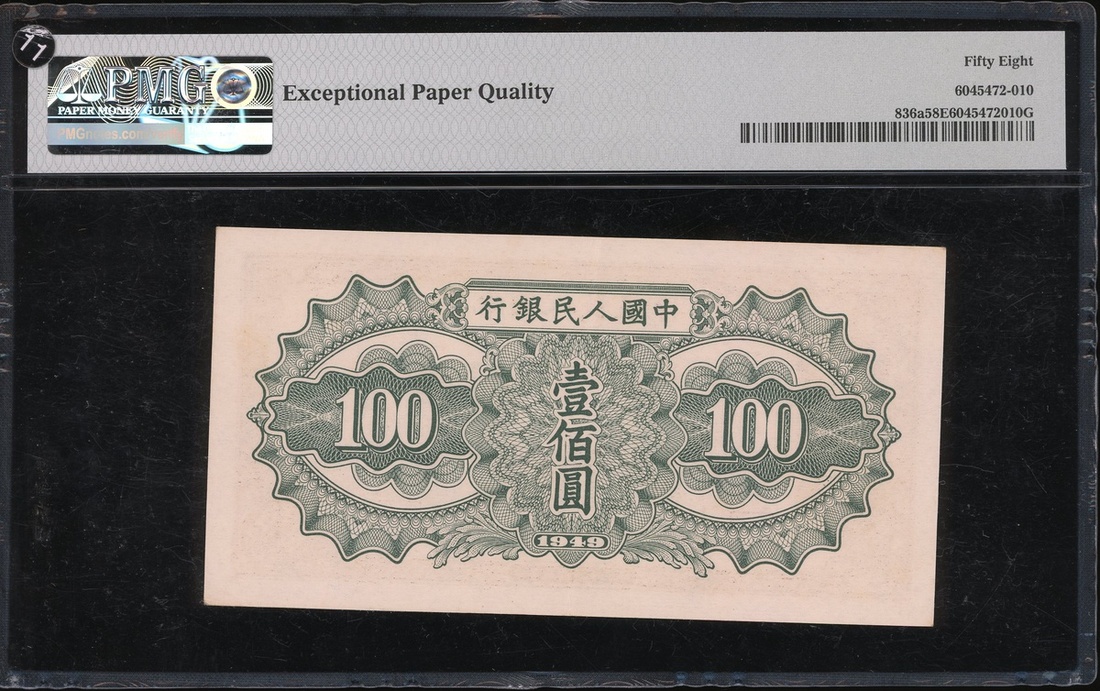 77
PMG
PAPER MONEY GUARANTY
PMGnotes.com
Exceptional Paper Quality
Fifty Eight
6045472-010
836a58E6045472010G
行銀民人國中
100
壹佰圓
100
1949